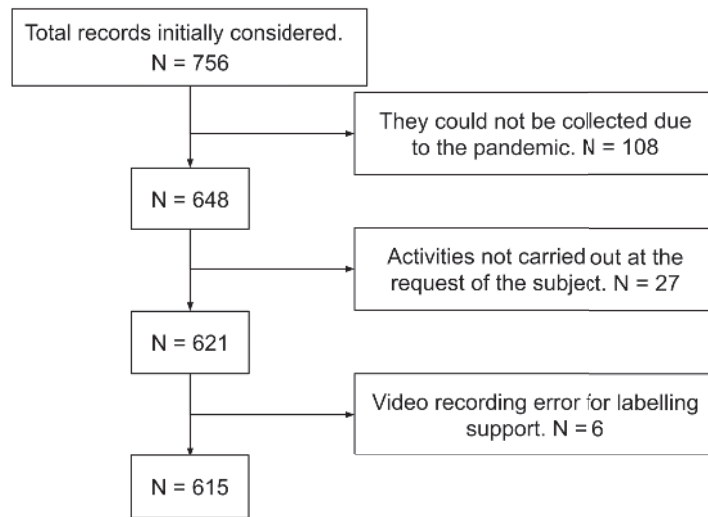 Total records initially considered.
N = 756
They could not be collected due
to the pandemic. N = 108
N = 648
Activities not carried out at the
request of the subject. N = 27
N = 621
Video recording error for labelling
support. N = 6
N = 615